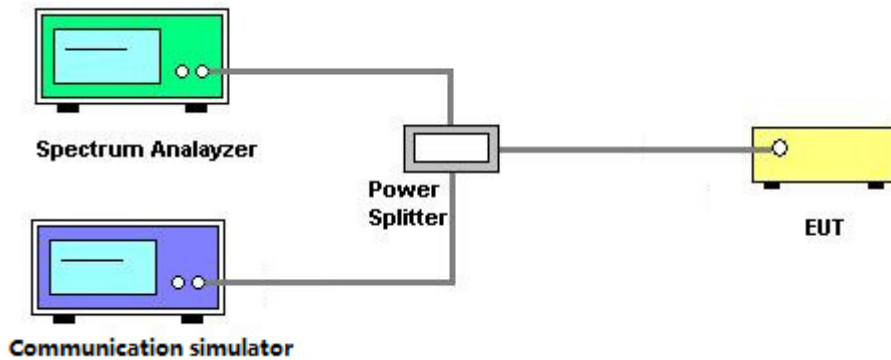 Spectrum Analayzer
Power
Splitter
EUT
Communication simulator